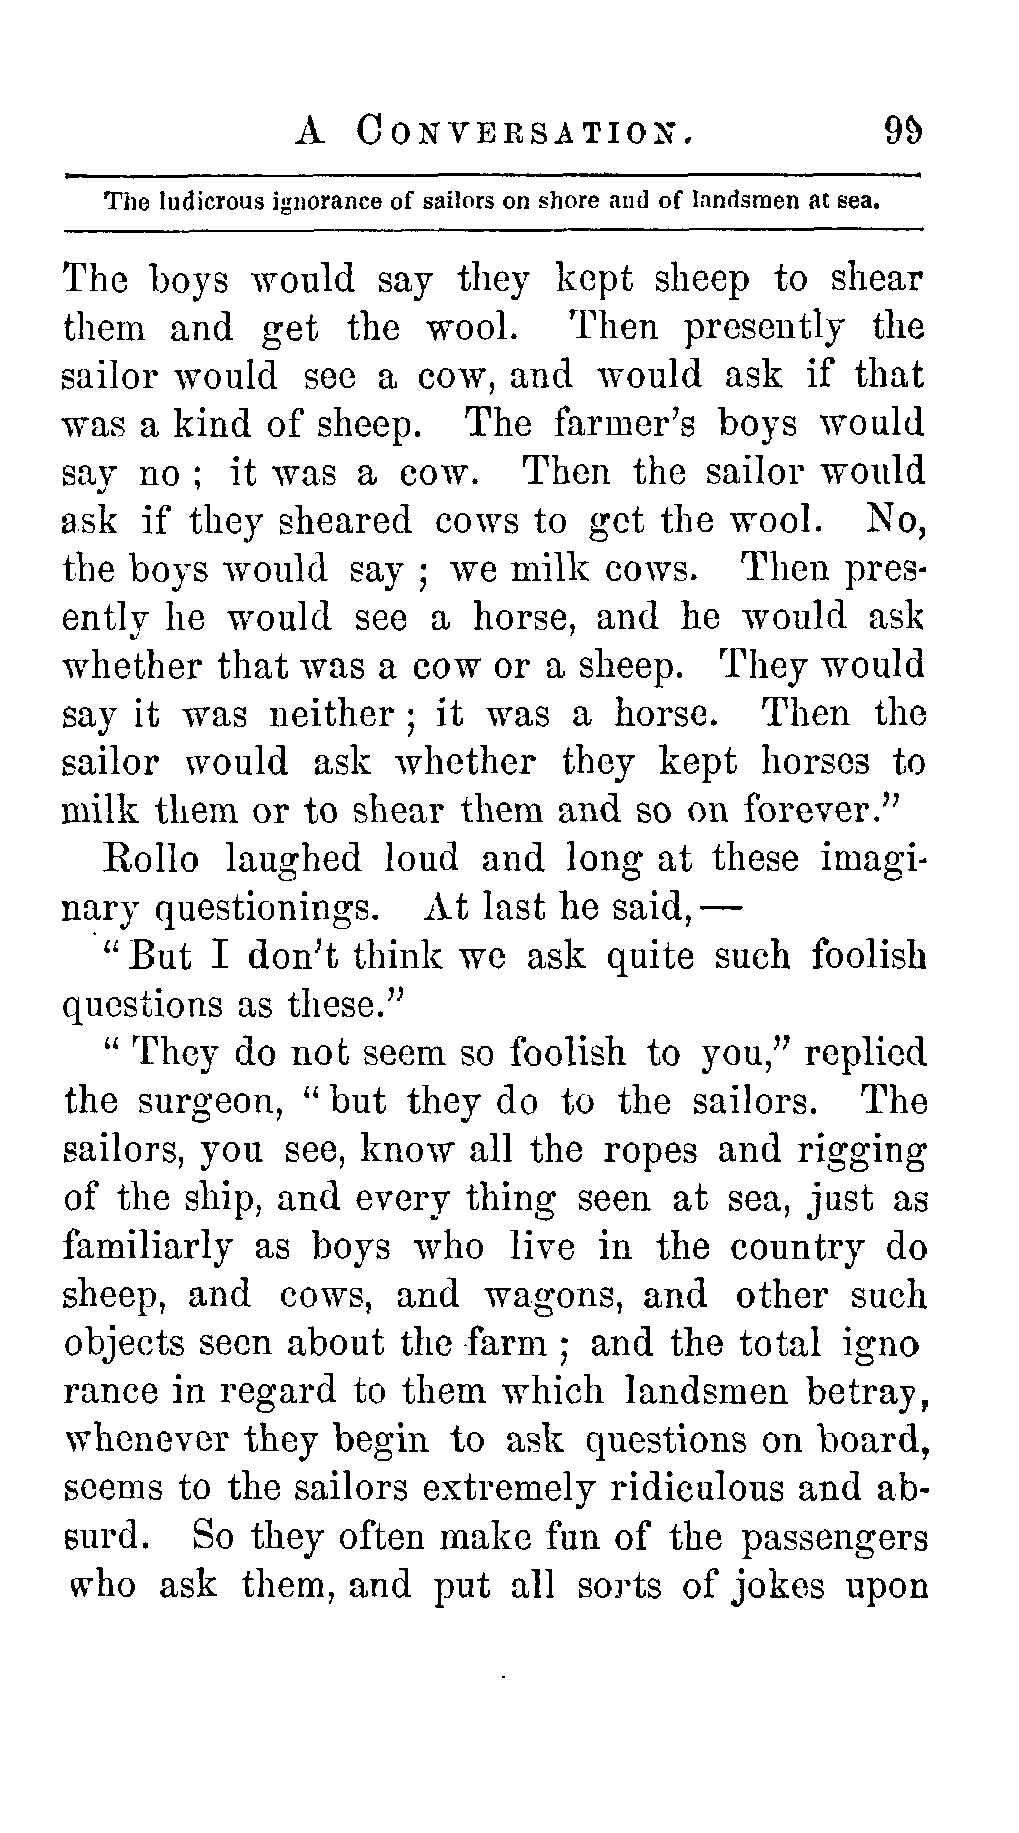 A CONVERSATION. 99
The ludicrous ignorance of sailors on shore and of landsmen at sea.
The boys would say they kept sheep to shear
them and get the wool. Then presently the
sailor would see a cow, and would ask if that
was a kind of sheep. The farmer's boys would
say no ; it was a cow. Then the sailor would
ask if they sheared cows to get the wool. No,
the boys would say ; we milk cows. Then pres-
ently he would see a horse, and he would ask
whether that was a cow or a sheep. They would
say it was neither ; it was a horse. Then the
sailor would ask whether they kept horses to
milk them or to shear them and so on forever."
Rollo laughed loud and long at these imagi-
nary questionings. At last he said,—
"But I don't think we ask quite such foolish
questions as these."
"They do not seem so foolish to you," replied
the surgeon, "but they do to the sailors. The
sailors, you see, know all the ropes and rigging
of the ship, and every thing seen at sea, just as
familiarly as boys who live in the country do
sheep, and cows, and wagons, and other such
objects seen about the farm ; and the total igno
rance in regard to them which landsmen betray,
whenever they begin to ask questions on board,
seems to the sailors extremely ridiculous and ab-
surd. So they often make fun of the passengers
who ask them, and put all sorts of jokes upon